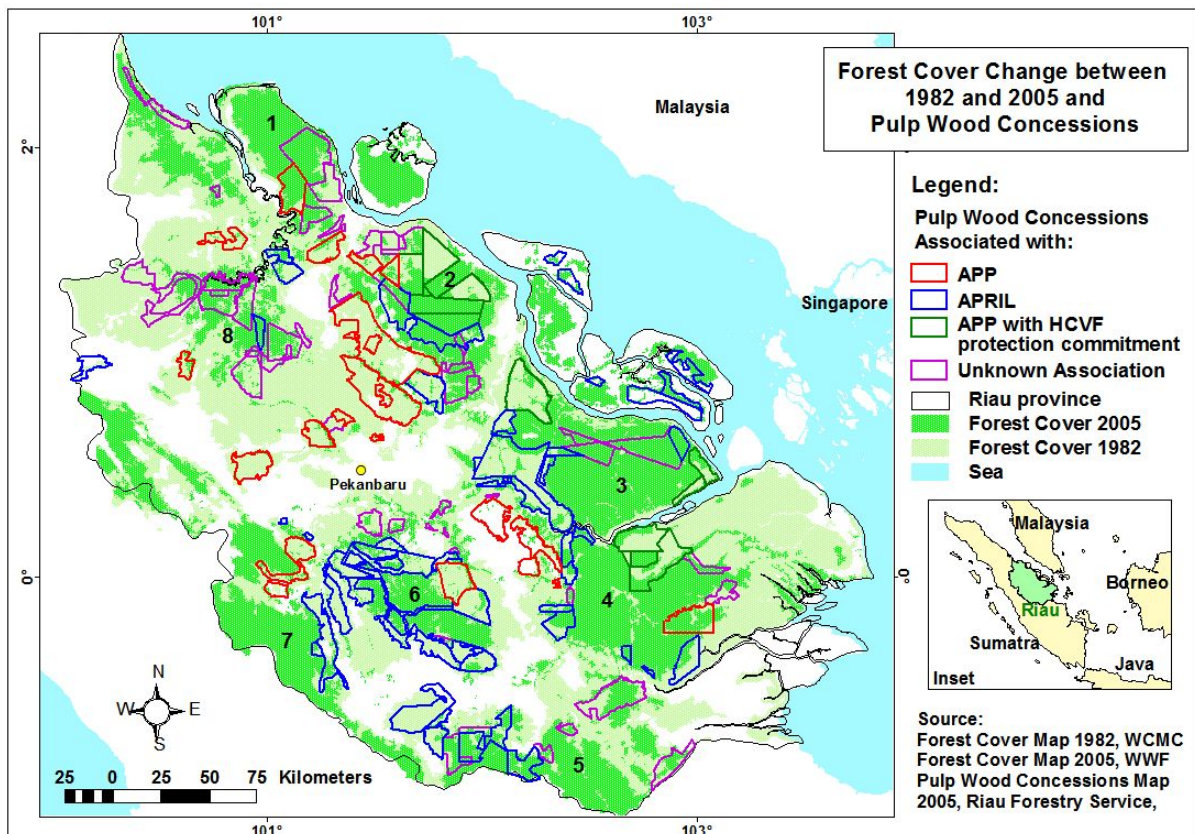 101°
103°
Forest Cover Change between
1982 and 2005 and
Pulp Wood Concessions
Malaysia
2°
1
Legend:
Pulp Wood Concessions
Associated with:
APP
APRIL
APP with HCVF
protection commitment
Unknown Association
Riau province
Forest Cover 2005
Forest Cover 1982
Sea
2
Singapore
8
Pekanbaru
3
0°
0
6
4
7
5
Malaysia
Borneo
Riau
Sumatra
Java
Inset
N
W
E
S
25 0 25 50 75 Kilometers
Source:
Forest Cover Map 1982, WCMC
Forest Cover Map 2005, WWF
Pulp Wood Concessions Map
2005, Riau Forestry Service,
101°
103°